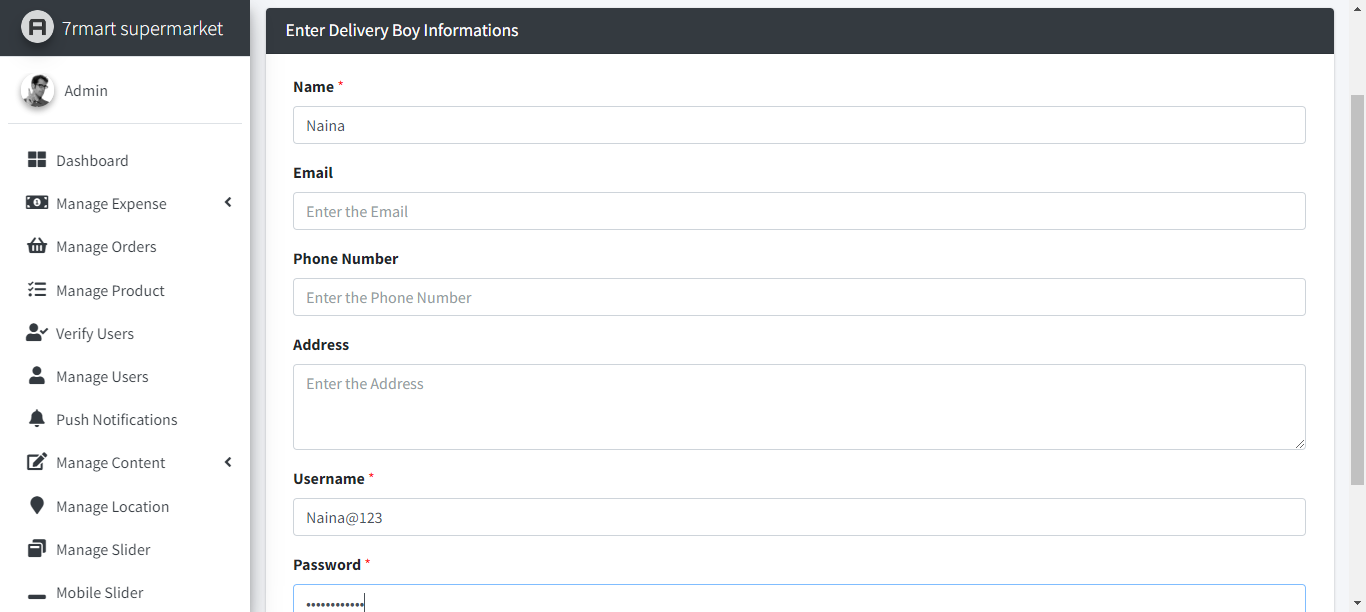 7rmart supermarket
Admin
Dashboard
Manage Expense
Manage Orders
Manage Product
Verify Users
Manage Users
Push Notifications
Manage Content
Manage Location
Manage Slider
Mobile Slider
Enter Delivery Boy Informations
Name *
Naina
Email
Enter the Email
Phone Number
Enter the Phone Number
Address
Enter the Address
Username *
Naina@123
Password *
••••••••••••